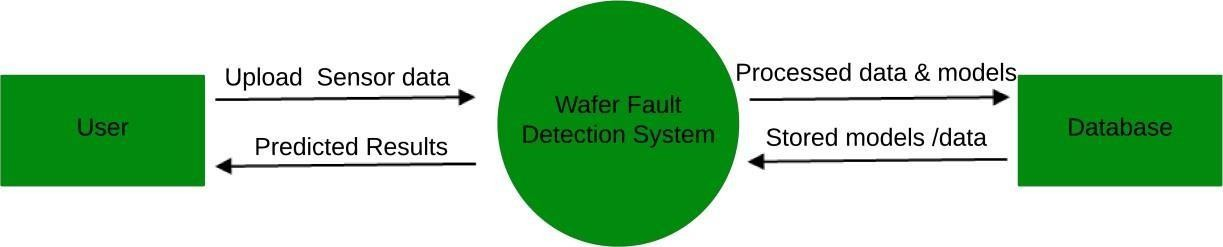 Upload  Sensor data
Processed data & models
User
Wafer Fault
Detection System
Database
Predicted Results
Stored models /data